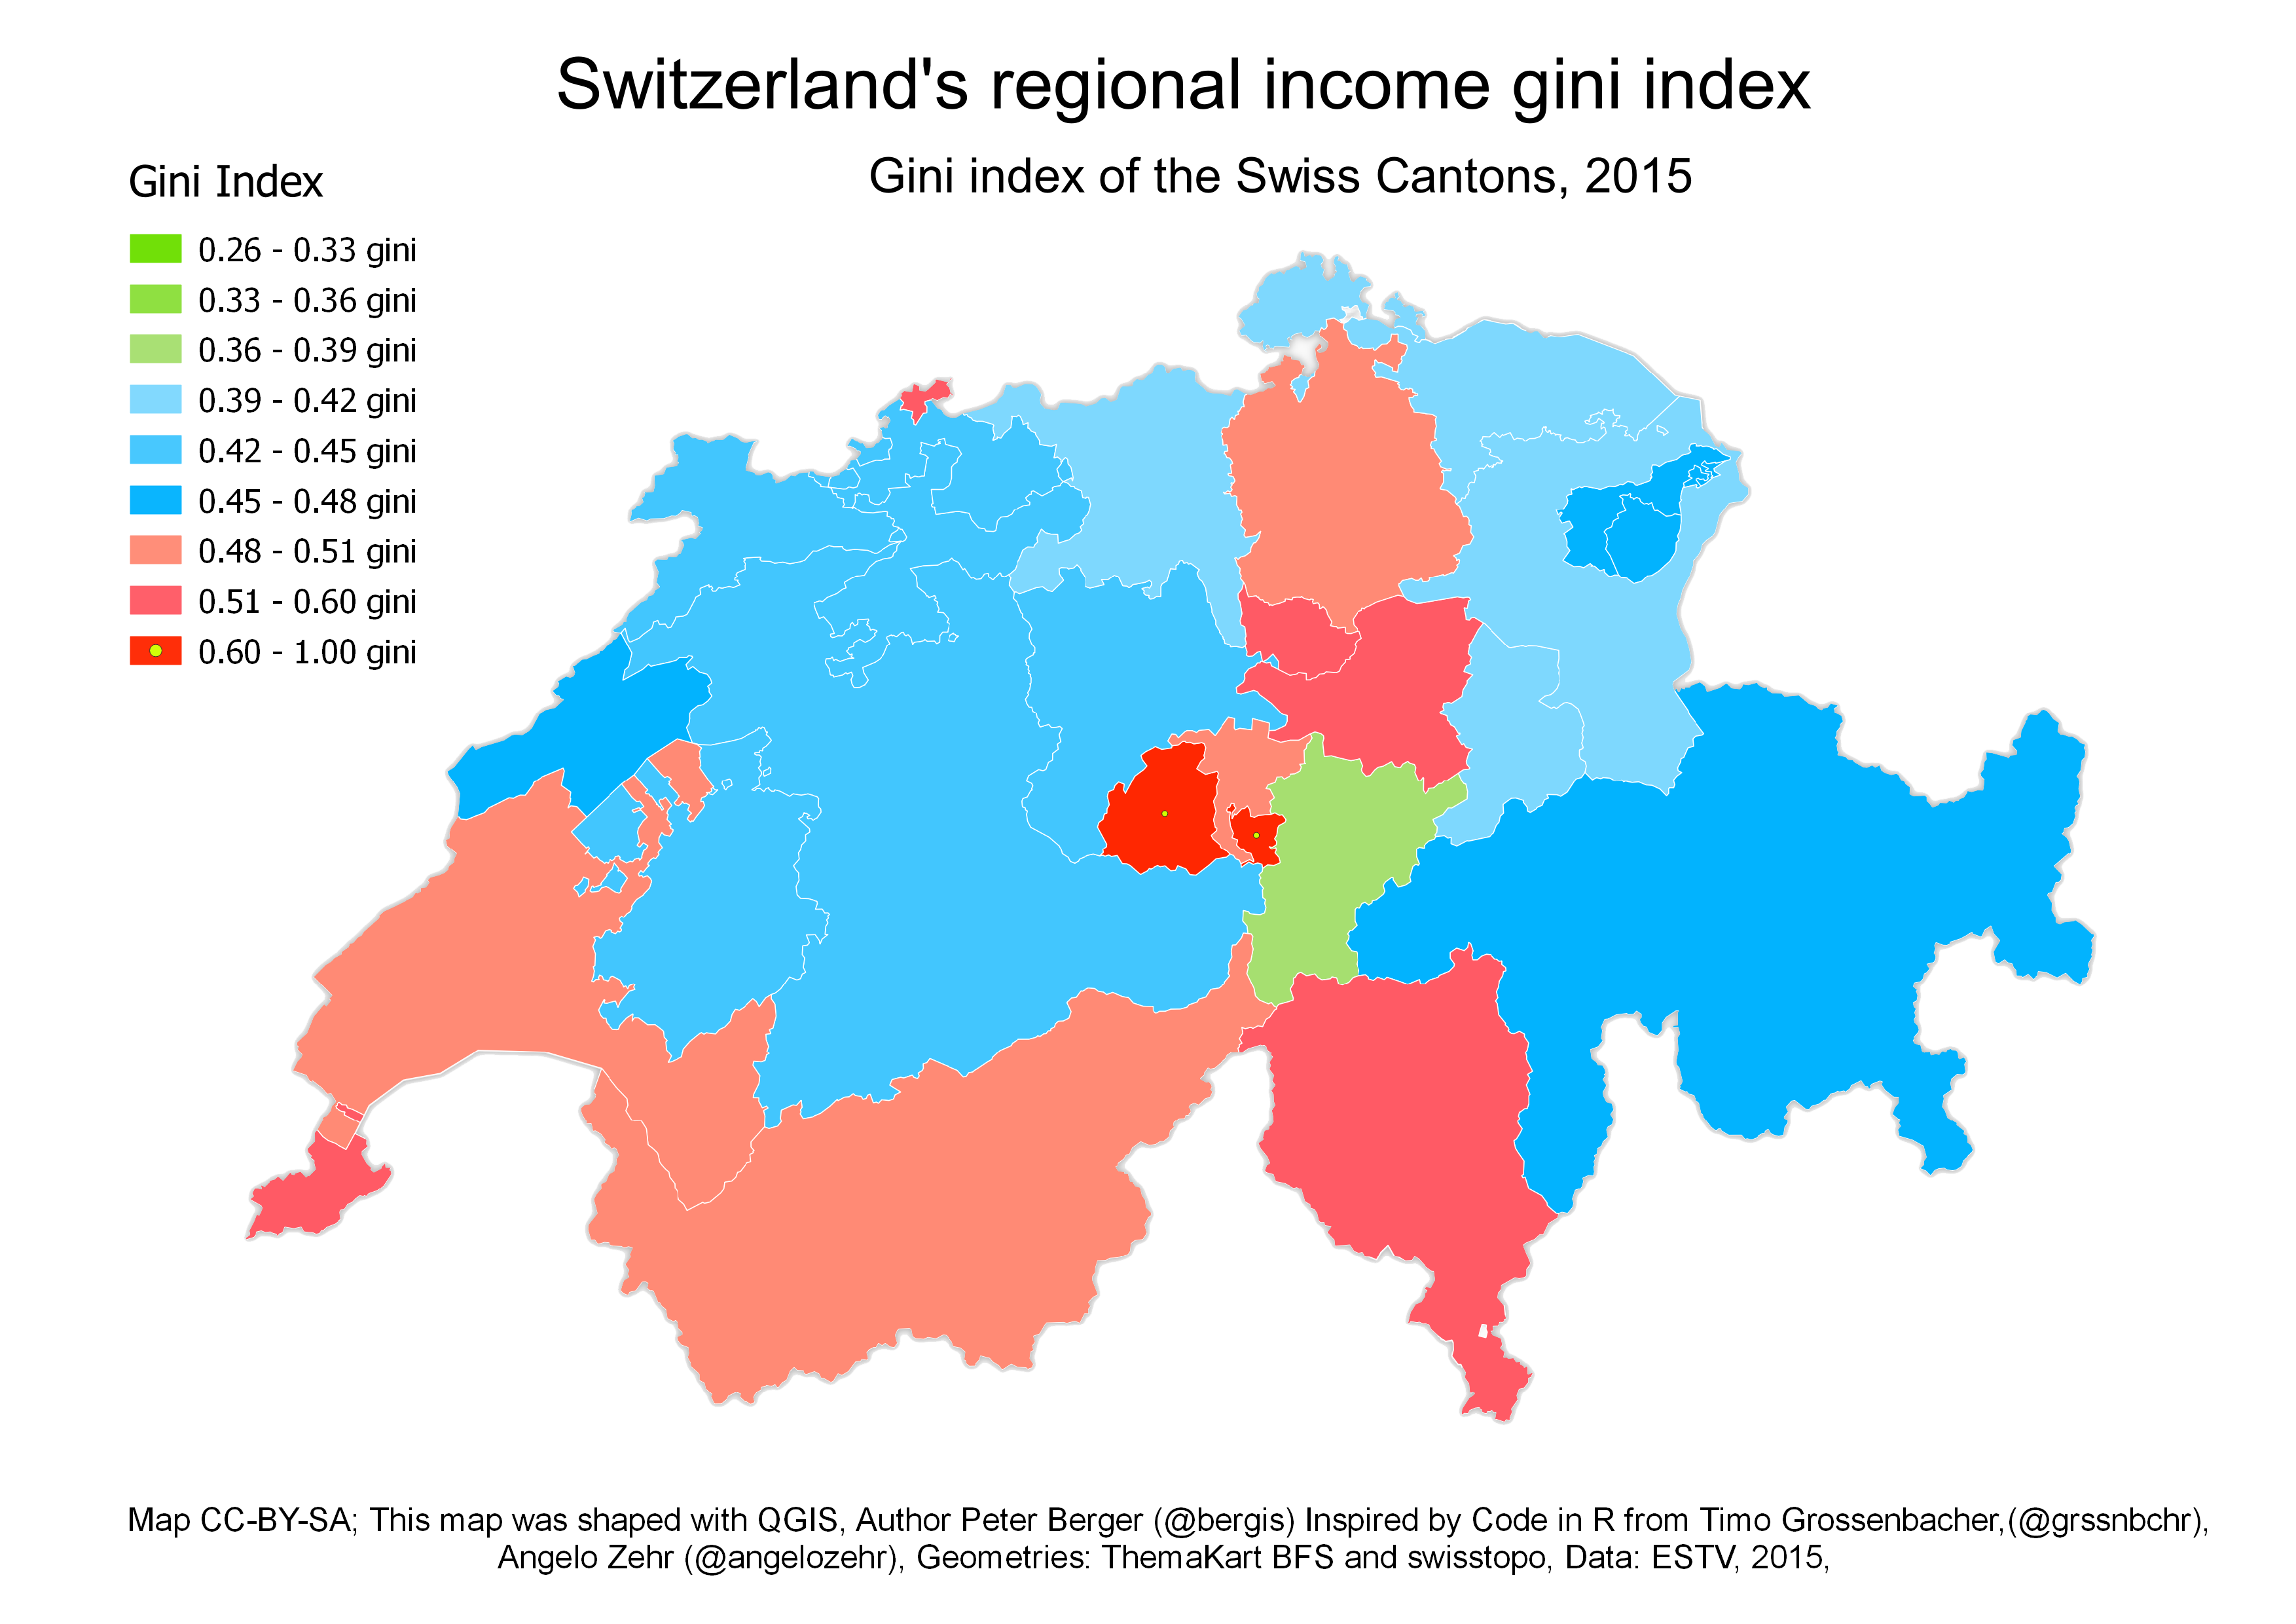 Switzerland's regional income gini index
Gini index of the Swiss Cantons, 2015
Gini Index
0.26 - 0.33 gini
0.33 - 0.36 gini
0.36 - 0.39 gini
0.39 - 0.42 gini
0.42 - 0.45 gini
0.45 - 0.48 gini
0.48 - 0.51 gini
0.51 - 0.60 gini
0.60 - 1.00 gini
Map CC-BY-SA; This map was shaped with QGIS, Author Peter Berger (@bergis) Inspired by Code in R from Timo Grossenbacher,(@grssnbchr),
Angelo Zehr (@angelozehr), Geometries: ThemaKart BFS and swisstopo, Data: ESTV, 2015,